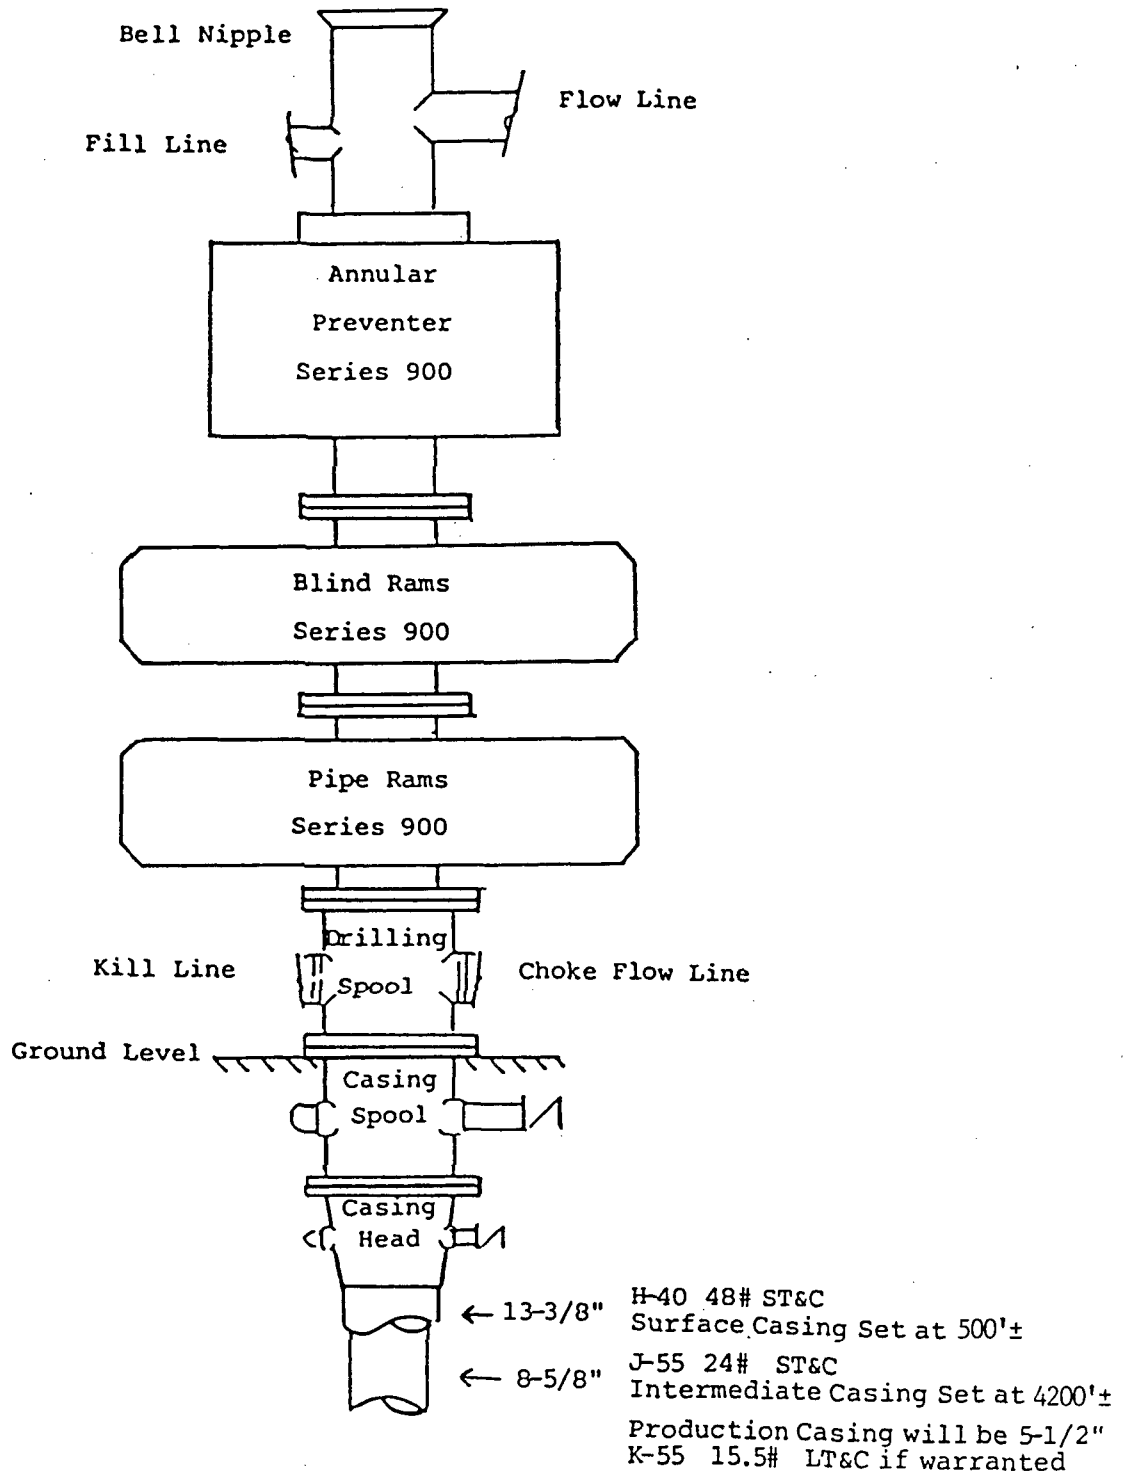 Bell Nipple
Flow Line
Fill Line
Annular
Preventer
Series 900
Blind Rams
Series 900
Pipe Rams
Series 900
Drilling
Kill Line
Spool
Choke Flow Line
Ground Level
Casing
Spool
Casing
Head
← 13-3/8" H-40 48# ST&C
Surface Casing Set at 500'±
← 8-5/8" J-55 24# ST&C
Intermediate Casing Set at 4200'±
Production Casing will be 5-1/2"
K-55 15.5# LT&C if warranted